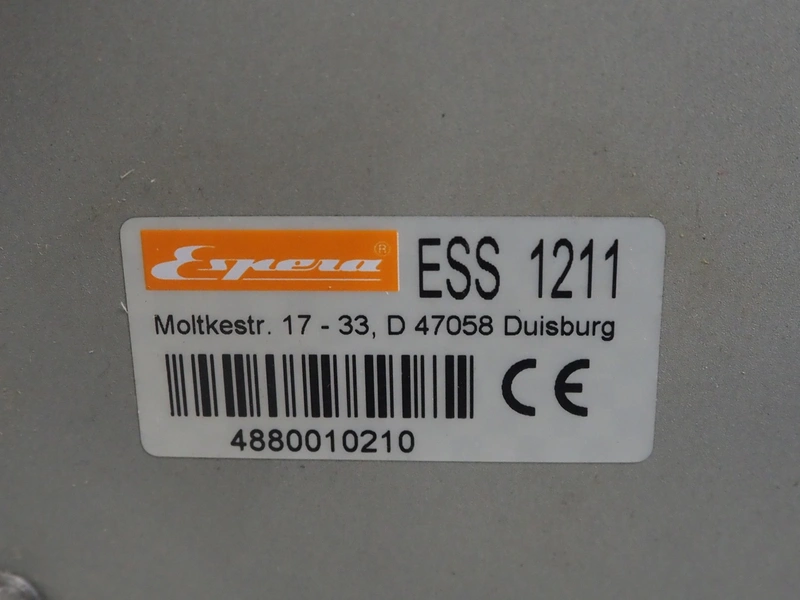 Espera® ESS 1211
Moltkestr. 17 - 33, D 47058 Duisburg
CE
4880010210